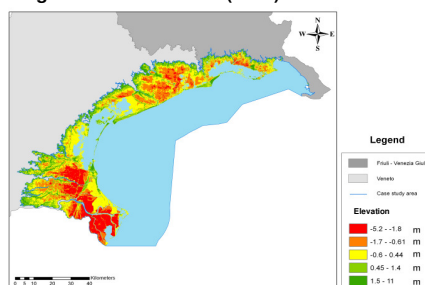 N
W E
S
Legend
Friuli - Venezia Giul
Veneto
Case study area
Elevation
-5.2 - -1.8 m
-1.7 - -0.61 m
-0.6 - 0.44 m
0.45 - 1.4 m
1.5 - 11 m
Kilometers
0 5 10 20 30 40